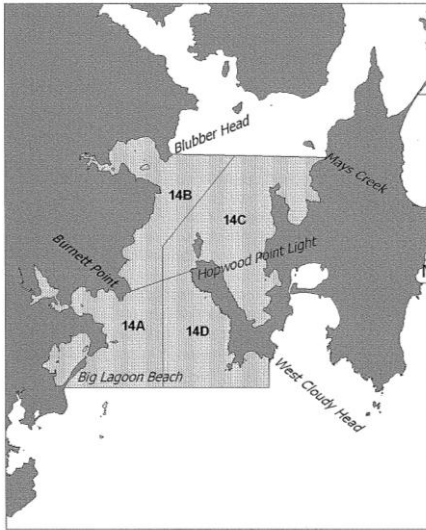 Blubber Head
Mays Creek
14B
14C
Burnett Point
Hopwood Point Light
14A
14D
Big Lagoon Beach
West Cloudy Head